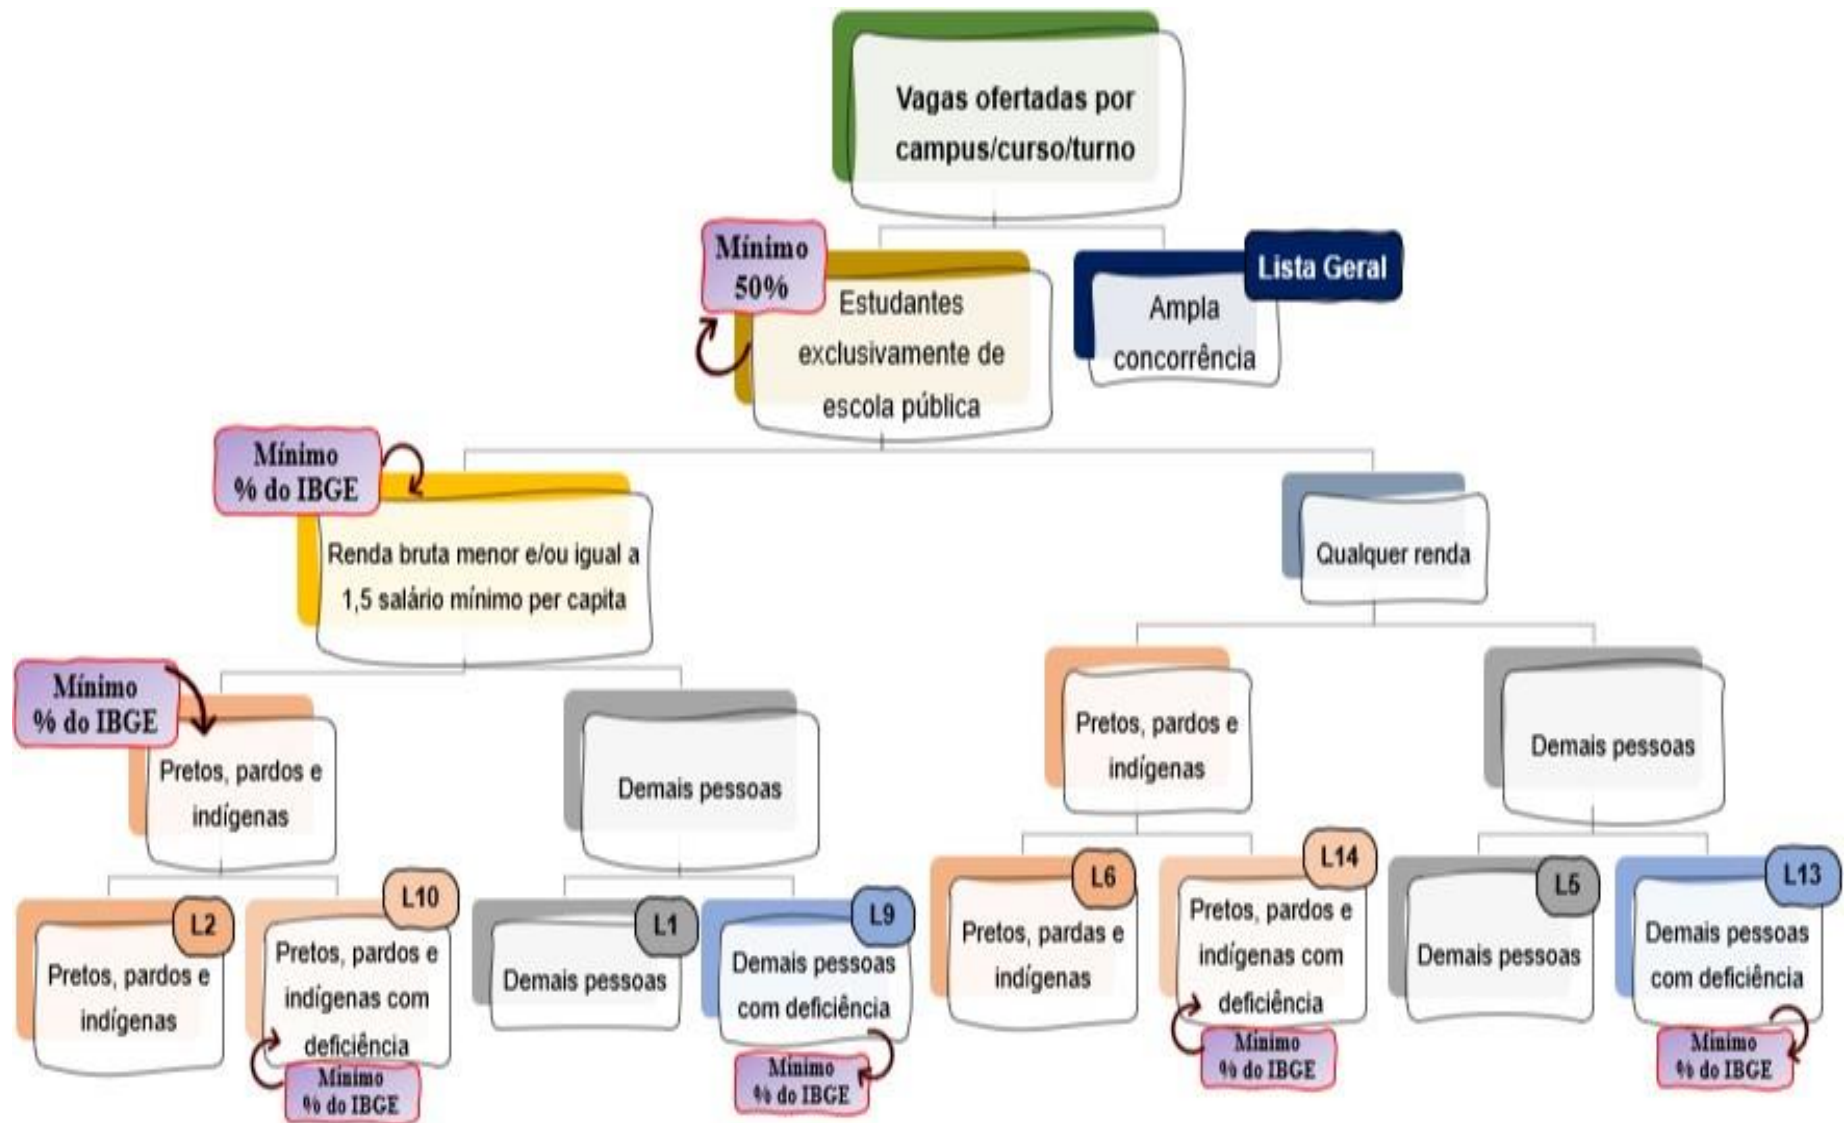 Vagas ofertadas por
campus/curso/turno
Mínimo
50%
Estudantes
exclusivamente de
escola pública
Lista Geral
Ampla
concorrência
Mínimo
% do IBGE
Renda bruta menor e/ou igual a
1,5 salário mínimo per capita
Qualquer renda
Mínimo
% do IBGE
Pretos, pardos e
indígenas
Demais pessoas
Pretos, pardos e
indígenas
Demais pessoas
L2
Pretos, pardos e
indígenas
L10
Pretos, pardos e
indígenas com
deficiência
Mínimo
% do IBGE
L1
Demais pessoas
L9
Demais pessoas
com deficiência
Mínimo
% do IBGE
L6
Pretos, pardas e
indígenas
L14
Pretos, pardos e
indígenas com
deficiência
Mínimo
% do IBGE
L5
Demais pessoas
L13
Demais pessoas
com deficiência
Mínimo
% do IBGE